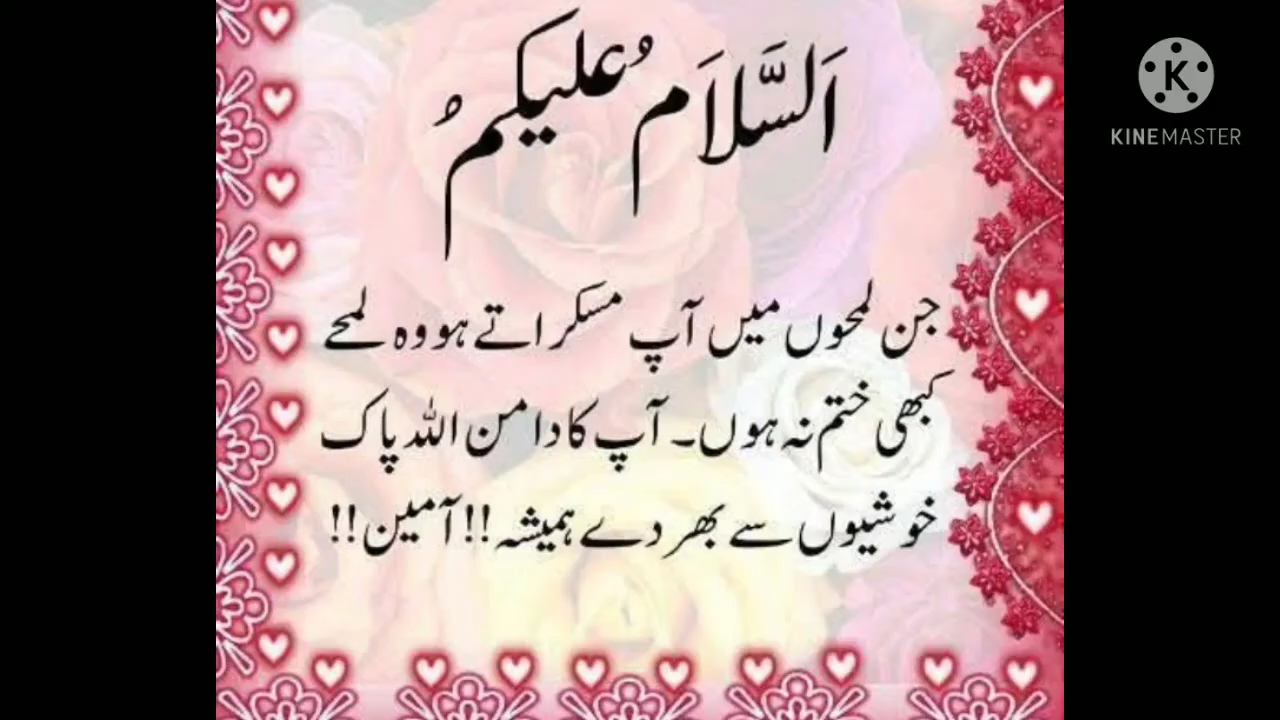 اَلسَّلاَم ُعلیکم ُ
جن لمحوں میں آپ مسکراتے ہو وہ لمحے
کبھی ختم نہ ہوں۔ آپ کا دامن اللہ پاک
خوشیوں سے بھر دے ہمیشہ !!آمین!!
KINEMASTER